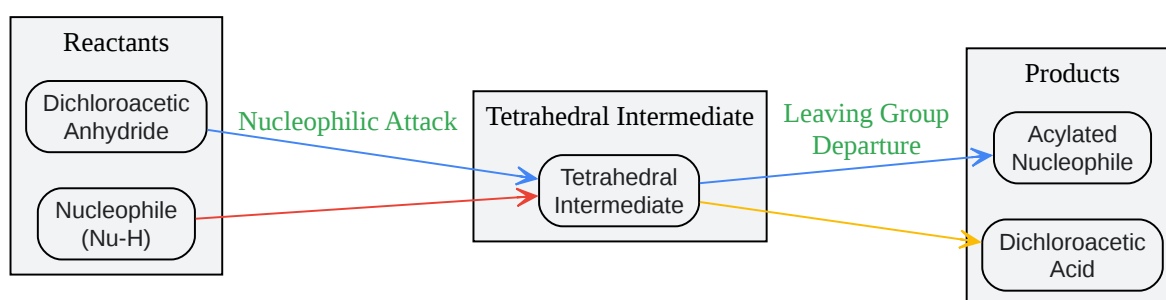 Reactants
Dichloroacetic
Anhydride
Nucleophile
(Nu-H)
Nucleophilic Attack
Tetrahedral Intermediate
Tetrahedral
Intermediate
Leaving Group
Departure
Products
Acylated
Nucleophile
Dichloroacetic
Acid